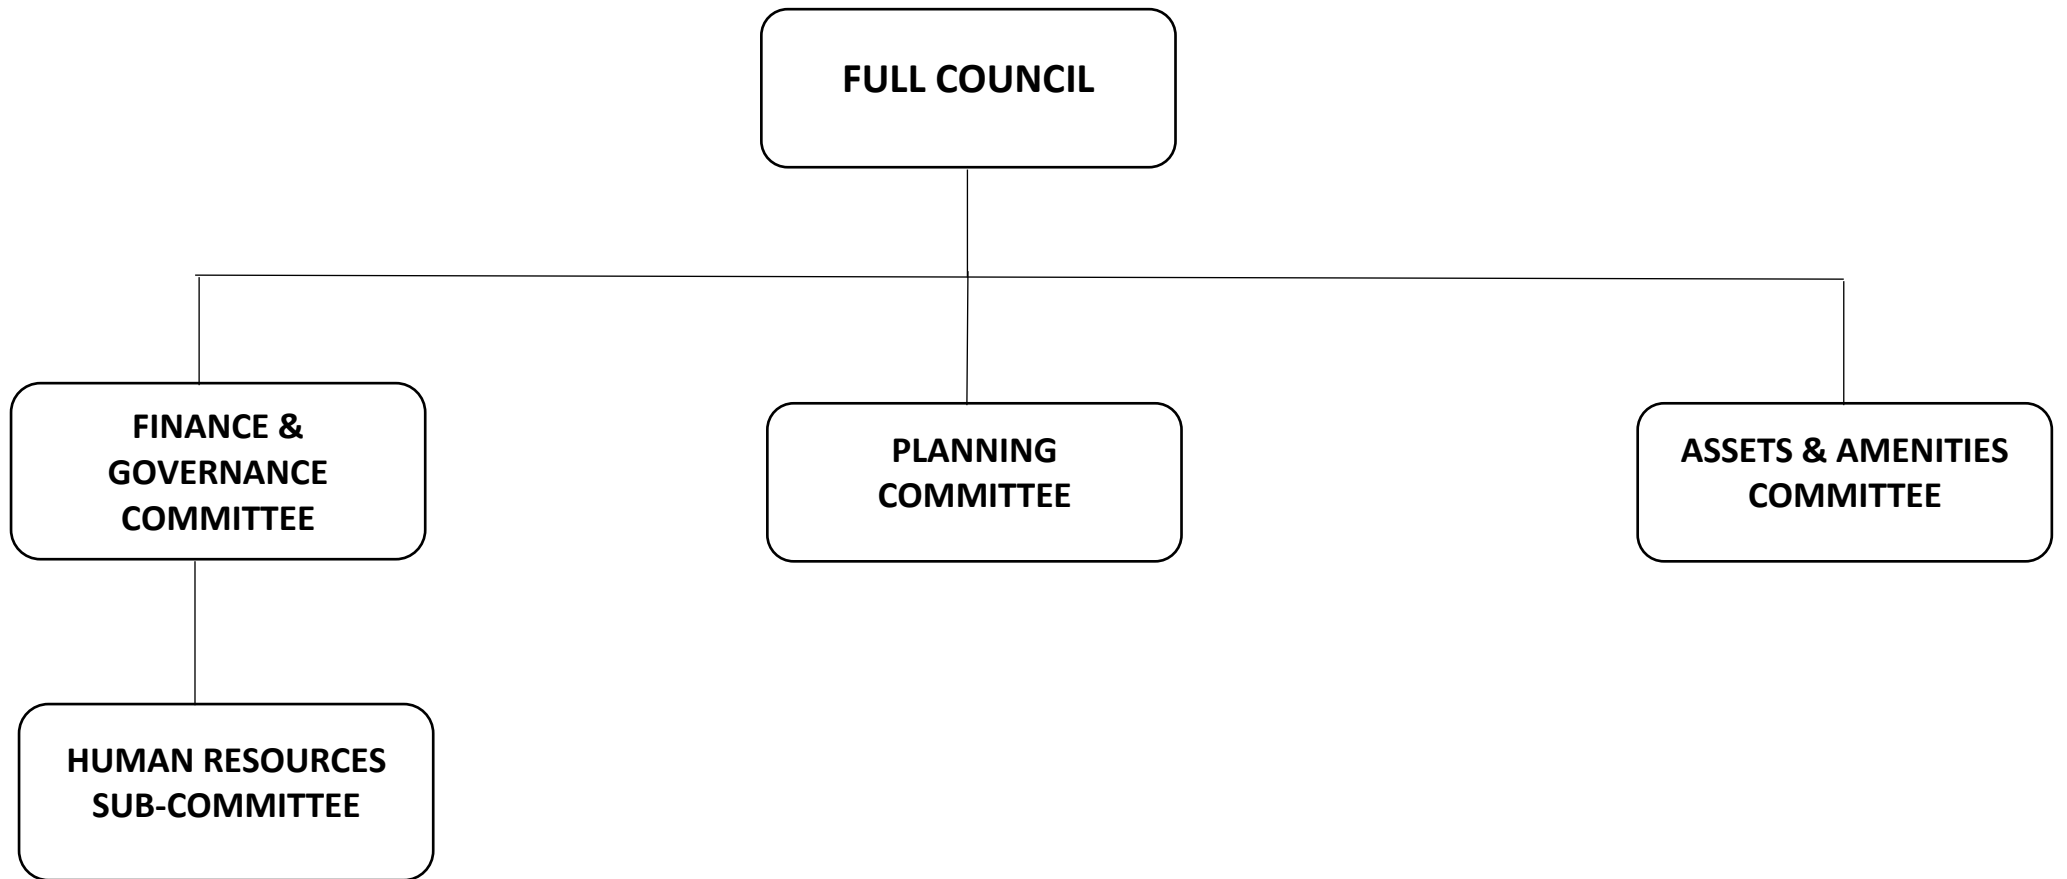 FULL COUNCIL
FINANCE &
GOVERNANCE
COMMITTEE
PLANNING
COMMITTEE
ASSETS & AMENITIES
COMMITTEE
HUMAN RESOURCES
SUB-COMMITTEE